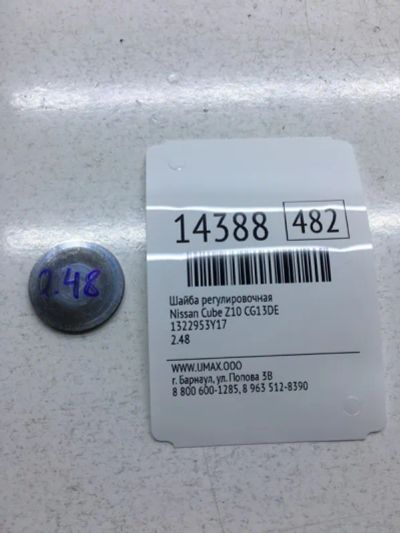 14388 482
Шайба регулировочная
Nissan Cube Z10 CG13DE
1322953Y17
2.48
WWW.UMAX.OOO
г. Барнаул, ул. Попова 3В
8 800 600-1285, 8 963 512-8390
2.48